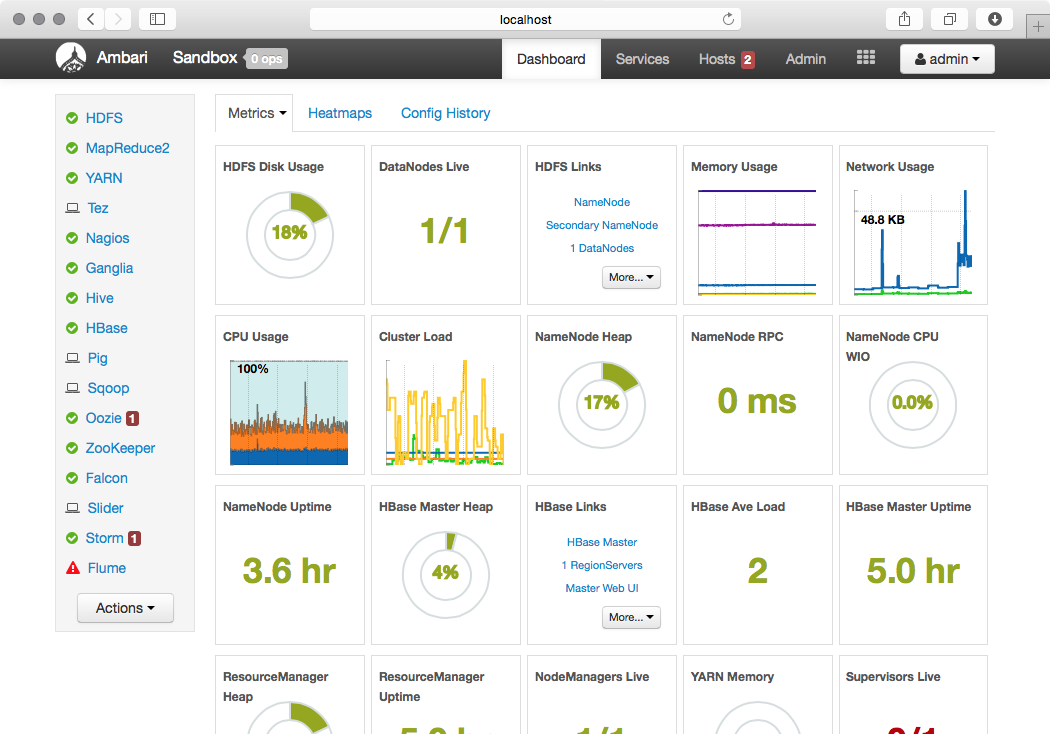 localhost
Ambari Sandbox 0 ops Dashboard Services Hosts 2 Admin admin
Metrics Heatmaps Config History
HDFS
MapReduce2
YARN
Tez
Nagios
Ganglia
Hive
HBase
Pig
Sqoop
Oozie 1
ZooKeeper
Falcon
Slider
Storm 1
Flume
Actions
HDFS Disk Usage
18%
DataNodes Live
1/1
HDFS Links
NameNode
Secondary NameNode
1 DataNodes
More...
Memory Usage
Network Usage
48.8 KB
CPU Usage
100%
Cluster Load
NameNode Heap
17%
NameNode RPC
0 ms
NameNode CPU
WIO
0.0%
NameNode Uptime
3.6 hr
HBase Master Heap
4%
HBase Links
HBase Master
1 RegionServers
Master Web UI
More...
HBase Ave Load
2
HBase Master Uptime
5.0 hr
ResourceManager
Heap
ResourceManager
Uptime
NodeManagers Live
1/1
YARN Memory
Supervisors Live